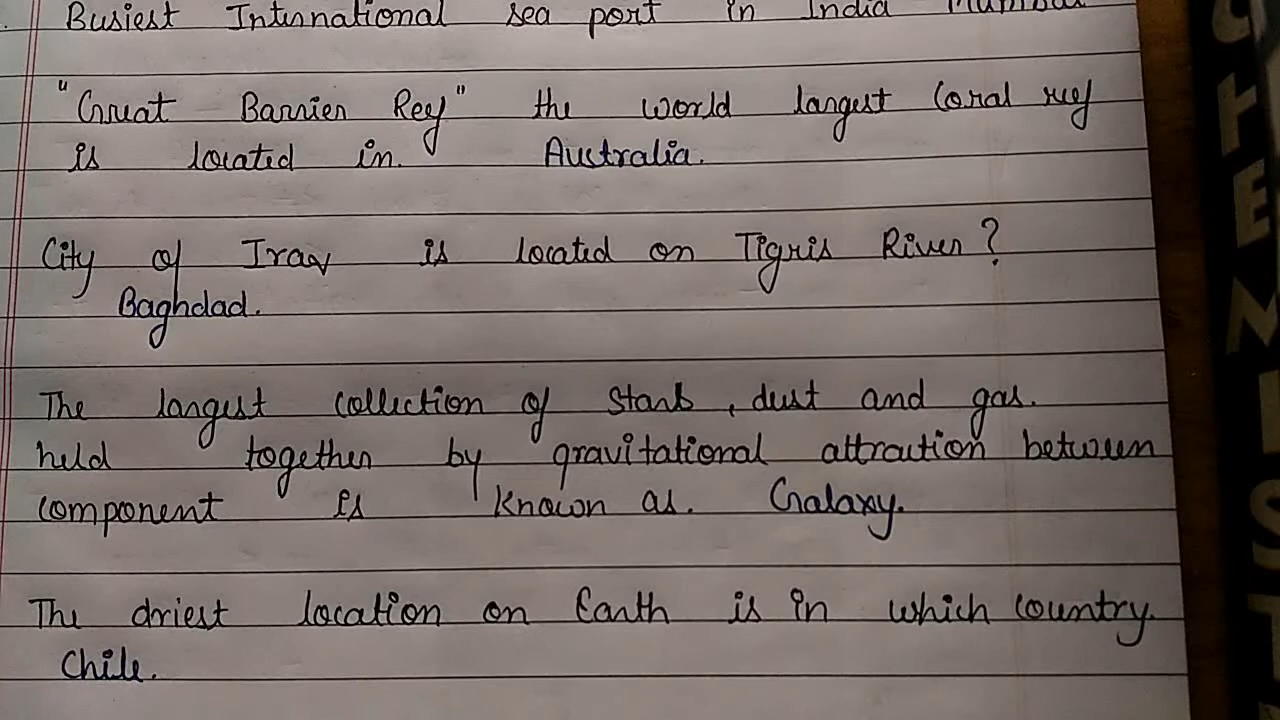 Busiest International sea port in India Mumbai
"Great Barrier Reef" the world largest Coral reef
is located in. Australia.
City of Iraq is located on Tigris River?
Baghdad.
The largest collection of stars, dust and gas.
held together by gravitational attraction between
component is known as. Galaxy.
The driest location on Earth is in which country.
Chile.
CHEMIST